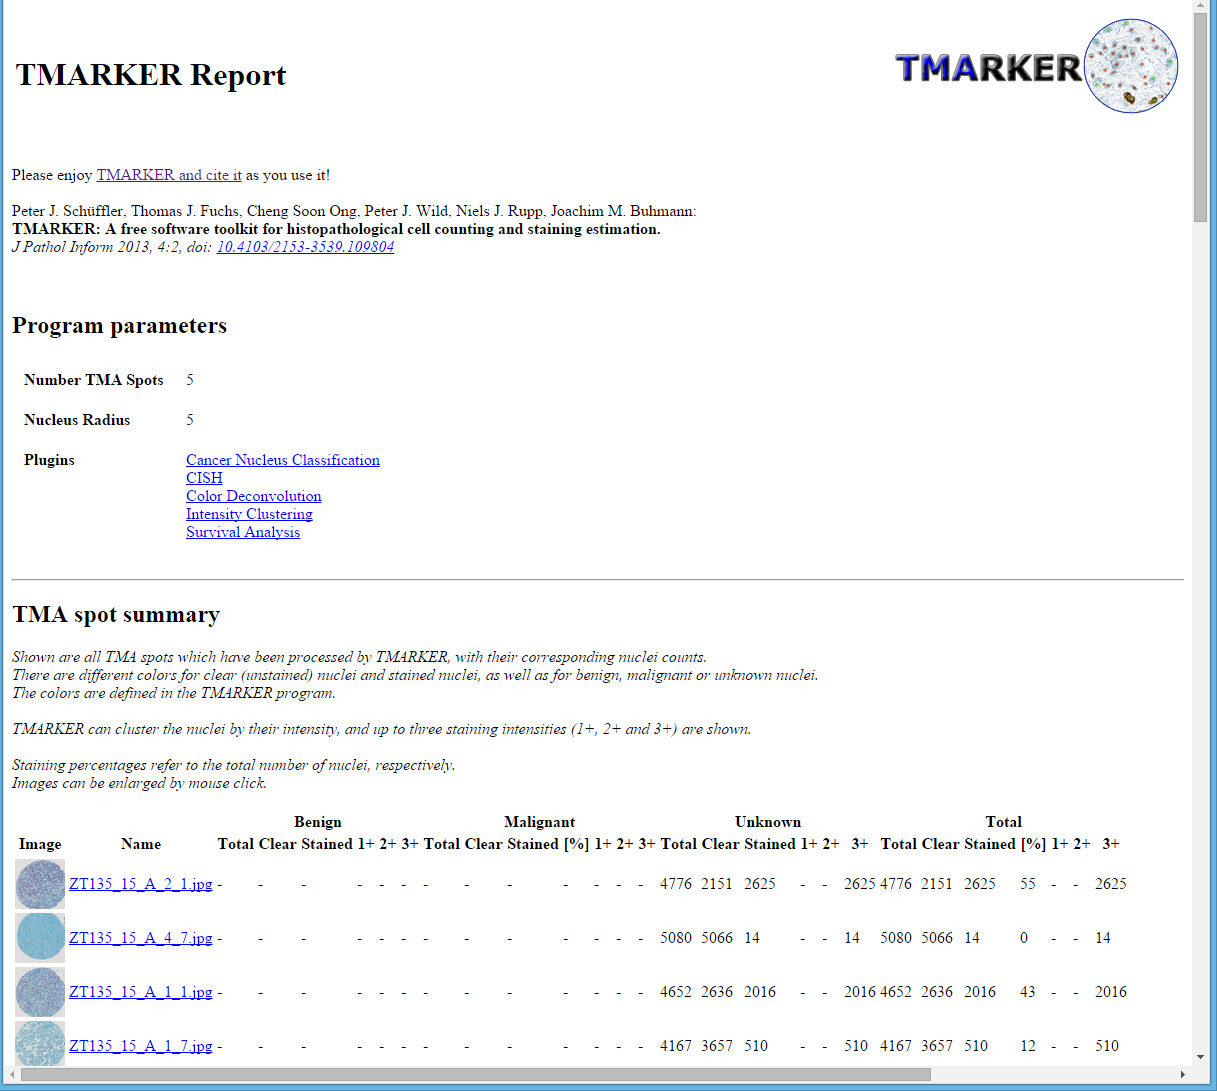 TMARKER Report
TMARKER
Please enjoy TMARKER and cite it as you use it!
Peter J. Schüffler, Thomas J. Fuchs, Cheng Soon Ong, Peter J. Wild, Niels J. Rupp, Joachim M. Buhmann:
TMARKER: A free software toolkit for histopathological cell counting and staining estimation.
J Pathol Inform 2013, 4:2, doi: 10.4103/2153-3539.109804
Program parameters
Number TMA Spots 5
Nucleus Radius 5
Plugins Cancer Nucleus Classification
CISH
Color Deconvolution
Intensity Clustering
Survival Analysis
TMA spot summary
Shown are all TMA spots which have been processed by TMARKER, with their corresponding nuclei counts.
There are different colors for clear (unstained) nuclei and stained nuclei, as well as for benign, malignant or unknown nuclei.
The colors are defined in the TMARKER program.
TMARKER can cluster the nuclei by their intensity, and up to three staining intensities (1+, 2+ and 3+) are shown.
Staining percentages refer to the total number of nuclei, respectively.
Images can be enlarged by mouse click.
Benign Malignant Unknown Total
Image Name Total Clear Stained 1+ 2+ 3+ Total Clear Stained [%] 1+ 2+ 3+ Total Clear Stained 1+ 2+ 3+ Total Clear Stained [%] 1+ 2+ 3+
ZT135_15_A_2_1.jpg - - - - - - - - - - - - - 4776 2151 2625 - - 2625 4776 2151 2625 55 - - 2625
ZT135_15_A_4_7.jpg - - - - - - - - - - - - - 5080 5066 14 - - 14 5080 5066 14 0 - - 14
ZT135_15_A_1_1.jpg - - - - - - - - - - - - - 4652 2636 2016 - - 2016 4652 2636 2016 43 - - 2016
ZT135_15_A_1_7.jpg - - - - - - - - - - - - - 4167 3657 510 - - 510 4167 3657 510 12 - - 510